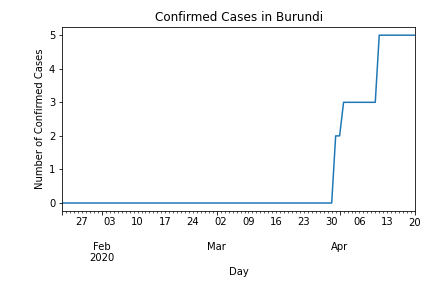 Confirmed Cases in Burundi
Number of Confirmed Cases
5
4
3
2
1
0
27 03 10 17 24 02 09 16 23 30 06 13 20
Feb Mar Apr
2020
Day